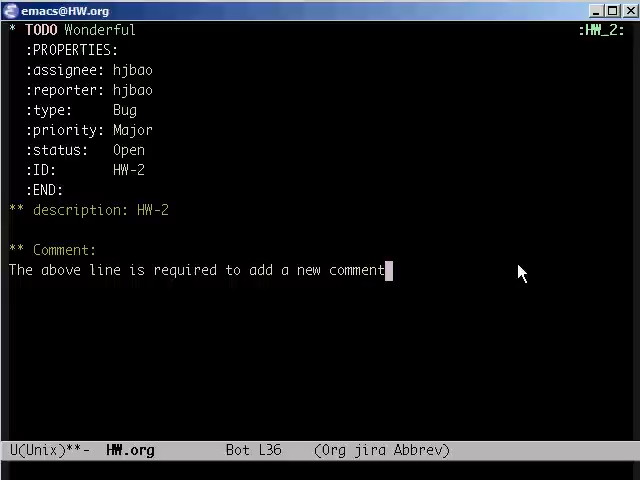 emacs@HW.org
* TODO Wonderful :HW_2:
:PROPERTIES:
:assignee: hjbao
:reporter: hjbao
:type: Bug
:priority: Major
:status: Open
:ID: HW-2
:END:
** description: HW-2
** Comment:
The above line is required to add a new comment
U(Unix)**- HW.org Bot L36 (Org jira Abbrev)